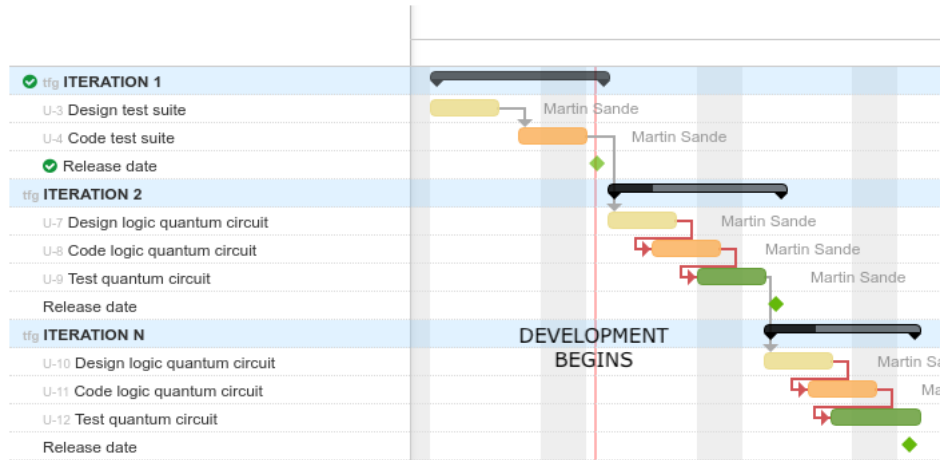 tfg ITERATION 1
U-3 Design test suite Martin Sande
U-4 Code test suite Martin Sande
Release date
tfg ITERATION 2
U-7 Design logic quantum circuit Martin Sande
U-8 Code logic quantum circuit Martin Sande
U-9 Test quantum circuit Martin Sande
Release date
tfg ITERATION N
DEVELOPMENT
BEGINS
U-10 Design logic quantum circuit Martin Sa
U-11 Code logic quantum circuit Ma
U-12 Test quantum circuit
Release date